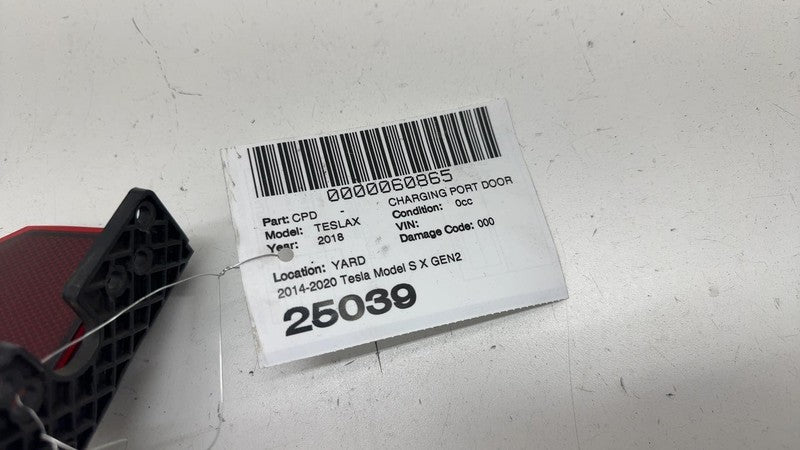 0000060865
Part: CPD - CHARGING PORT DOOR
Model: TESLAX Condition: 0cc
Year: 2018 VIN:
Damage Code: 000
Location: YARD
2014-2020 Tesla Model S X GEN2
25039